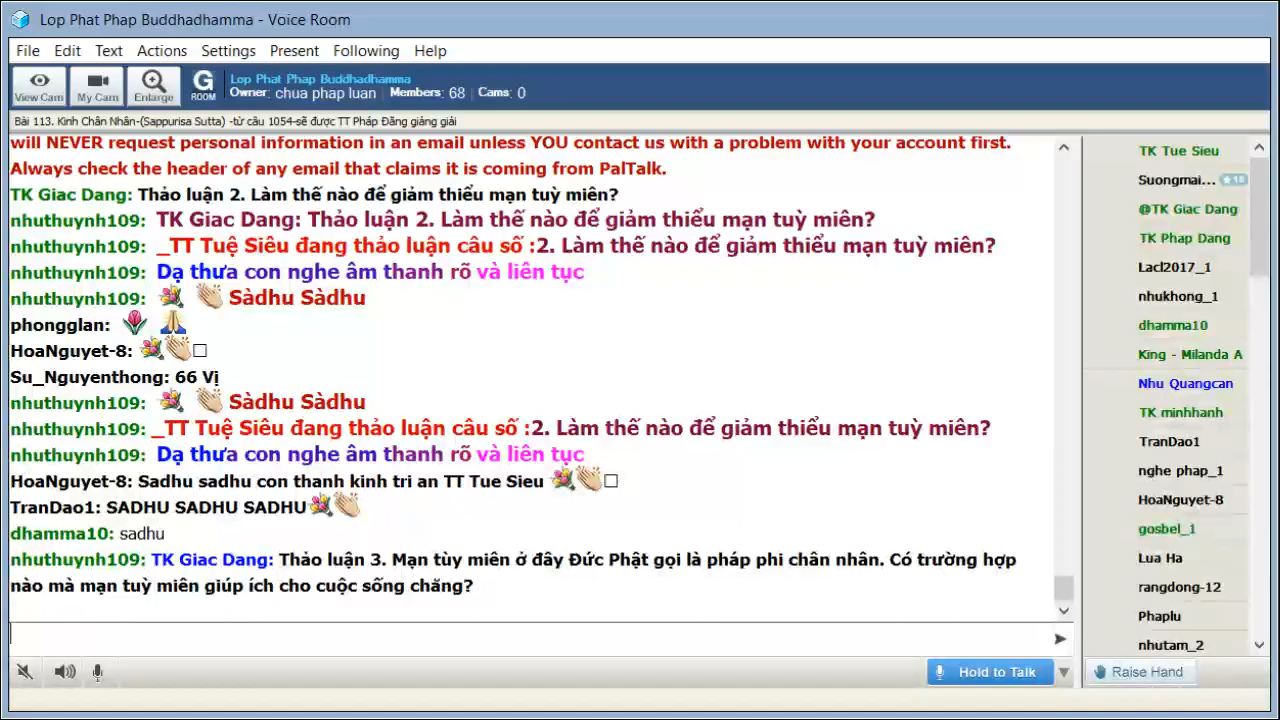 Lop Phat Phap Buddhadhamma - Voice Room
File Edit Text Actions Settings Present Following Help
View Cam My Cam Enlarge G ROOM
Lop Phat Phap Buddhadhamma
Owner: chua phap luan Members: 68 Cams: 0
Bài 113. Kinh Chân Nhân-(Sappurisa Sutta) -từ câu 1054-sẽ được TT Pháp Đăng giảng giải
will NEVER request personal information in an email unless YOU contact us with a problem with your account first.
Always check the header of any email that claims it is coming from PalTalk.
TK Giac Dang: Thảo luận 2. Làm thế nào để giảm thiểu mạn tuỳ miên?
nhuthuynh109: TK Giac Dang: Thảo luận 2. Làm thế nào để giảm thiểu mạn tuỳ miên?
nhuthuynh109: _TT Tuệ Siêu đang thảo luận câu số :2. Làm thế nào để giảm thiểu mạn tuỳ miên?
nhuthuynh109: Dạ thưa con nghe âm thanh rõ và liên tục
nhuthuynh109: 💐 👏 Sàdhu Sàdhu
phongglan: 🌷 🙏
HoaNguyet-8: 💐👏□
Su_Nguyenthong: 66 Vị
nhuthuynh109: 💐 👏 Sàdhu Sàdhu
nhuthuynh109: _TT Tuệ Siêu đang thảo luận câu số :2. Làm thế nào để giảm thiểu mạn tuỳ miên?
nhuthuynh109: Dạ thưa con nghe âm thanh rõ và liên tục
HoaNguyet-8: Sadhu sadhu con thanh kinh tri an TT Tue Sieu 💐👏□
TranDao1: SADHU SADHU SADHU💐👏
dhamma10: sadhu
nhuthuynh109: TK Giac Dang: Thảo luận 3. Mạn tùy miên ở đây Đức Phật gọi là pháp phi chân nhân. Có trường hợp
nào mà mạn tuỳ miên giúp ích cho cuộc sống chăng?
Hold to Talk
TK Tue Sieu
Suongmai... 18
@TK Giac Dang
TK Phap Dang
Lacl2017_1
nhukhong_1
dhamma10
King - Milanda A
Nhu Quangcan
TK minhhanh
TranDao1
nghe phap_1
HoaNguyet-8
gosbel_1
Lua Ha
rangdong-12
Phaplu
nhutam_2
Raise Hand